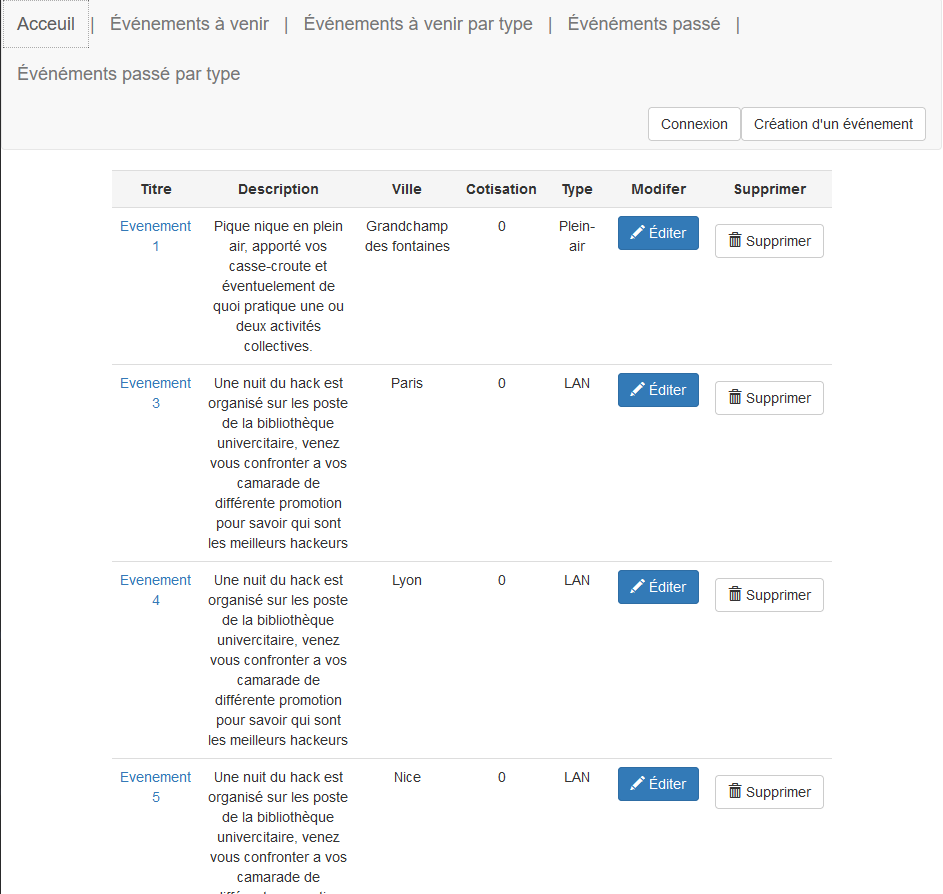 Acceuil | Événements à venir | Événements à venir par type | Événéments passé |
Événéments passé par type
Connexion Création d'un événement
Titre Description Ville Cotisation Type Modifer Supprimer
Evenement
1
Pique nique en plein
air, apporté vos
casse-croute et
éventuelement de
quoi pratique une ou
deux activités
collectives.
Grandchamp
des fontaines
0
Plein-
air
Éditer
Supprimer
Evenement
3
Une nuit du hack est
organisé sur les poste
de la bibliothèque
univercitaire, venez
vous confronter a vos
camarade de
différente promotion
pour savoir qui sont
les meilleurs hackeurs
Paris
0
LAN
Éditer
Supprimer
Evenement
4
Une nuit du hack est
organisé sur les poste
de la bibliothèque
univercitaire, venez
vous confronter a vos
camarade de
différente promotion
pour savoir qui sont
les meilleurs hackeurs
Lyon
0
LAN
Éditer
Supprimer
Evenement
5
Une nuit du hack est
organisé sur les poste
de la bibliothèque
univercitaire, venez
vous confronter a vos
camarade de
Nice
0
LAN
Éditer
Supprimer